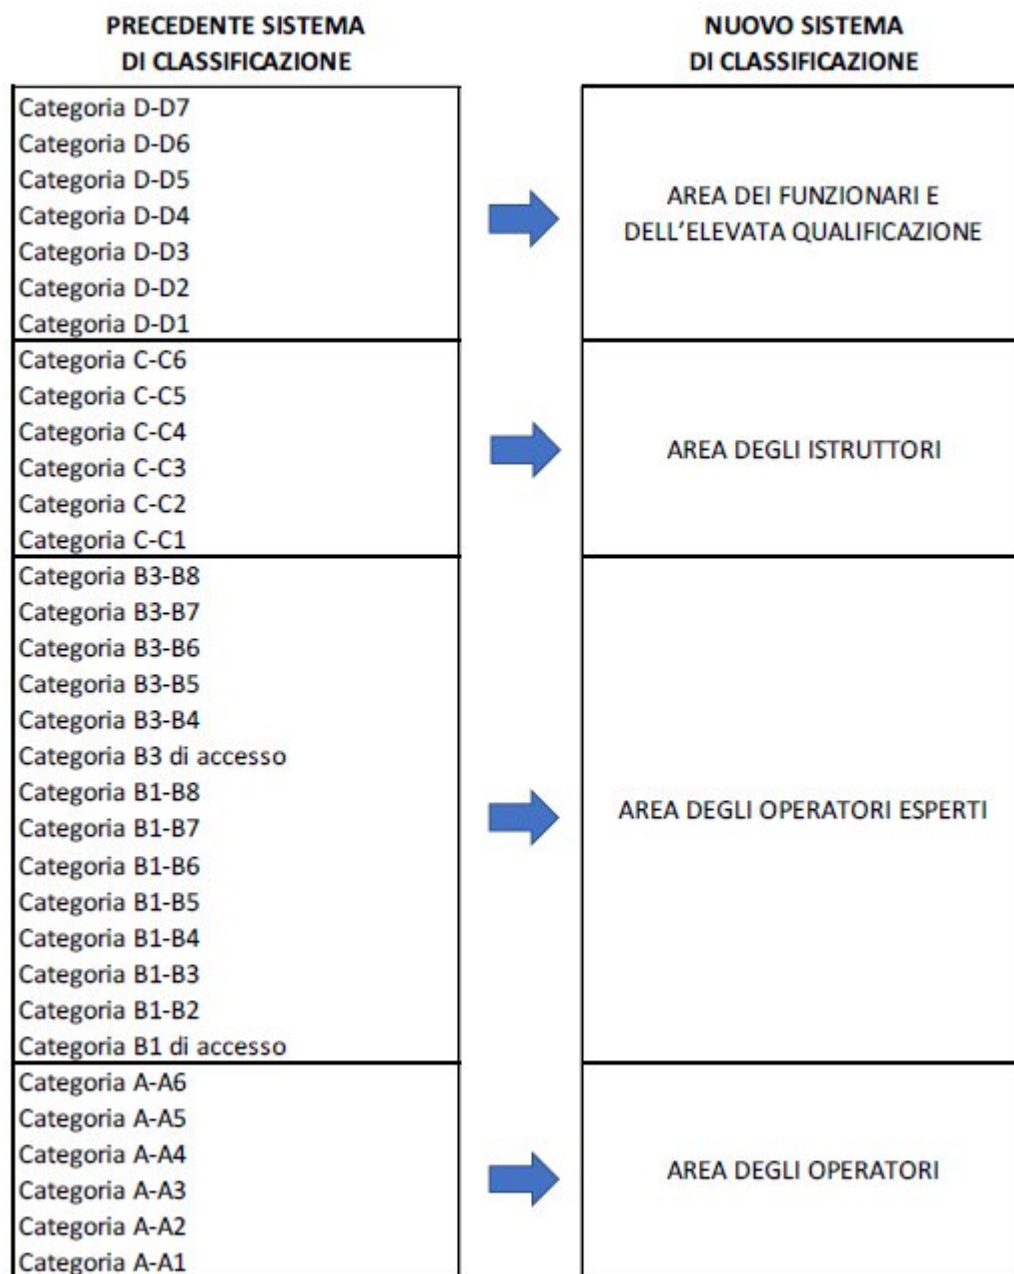 PRECEDENTE SISTEMA
DI CLASSIFICAZIONE
NUOVO SISTEMA
DI CLASSIFICAZIONE
Categoria D-D7
Categoria D-D6
Categoria D-D5
Categoria D-D4
Categoria D-D3
Categoria D-D2
Categoria D-D1
AREA DEI FUNZIONARI E
DELL'ELEVATA QUALIFICAZIONE
Categoria C-C6
Categoria C-C5
Categoria C-C4
Categoria C-C3
Categoria C-C2
Categoria C-C1
AREA DEGLI ISTRUTTORI
Categoria B3-B8
Categoria B3-B7
Categoria B3-B6
Categoria B3-B5
Categoria B3-B4
Categoria B3 di accesso
Categoria B1-B8
Categoria B1-B7
Categoria B1-B6
Categoria B1-B5
Categoria B1-B4
Categoria B1-B3
Categoria B1-B2
Categoria B1 di accesso
AREA DEGLI OPERATORI ESPERTI
Categoria A-A6
Categoria A-A5
Categoria A-A4
Categoria A-A3
Categoria A-A2
Categoria A-A1
AREA DEGLI OPERATORI